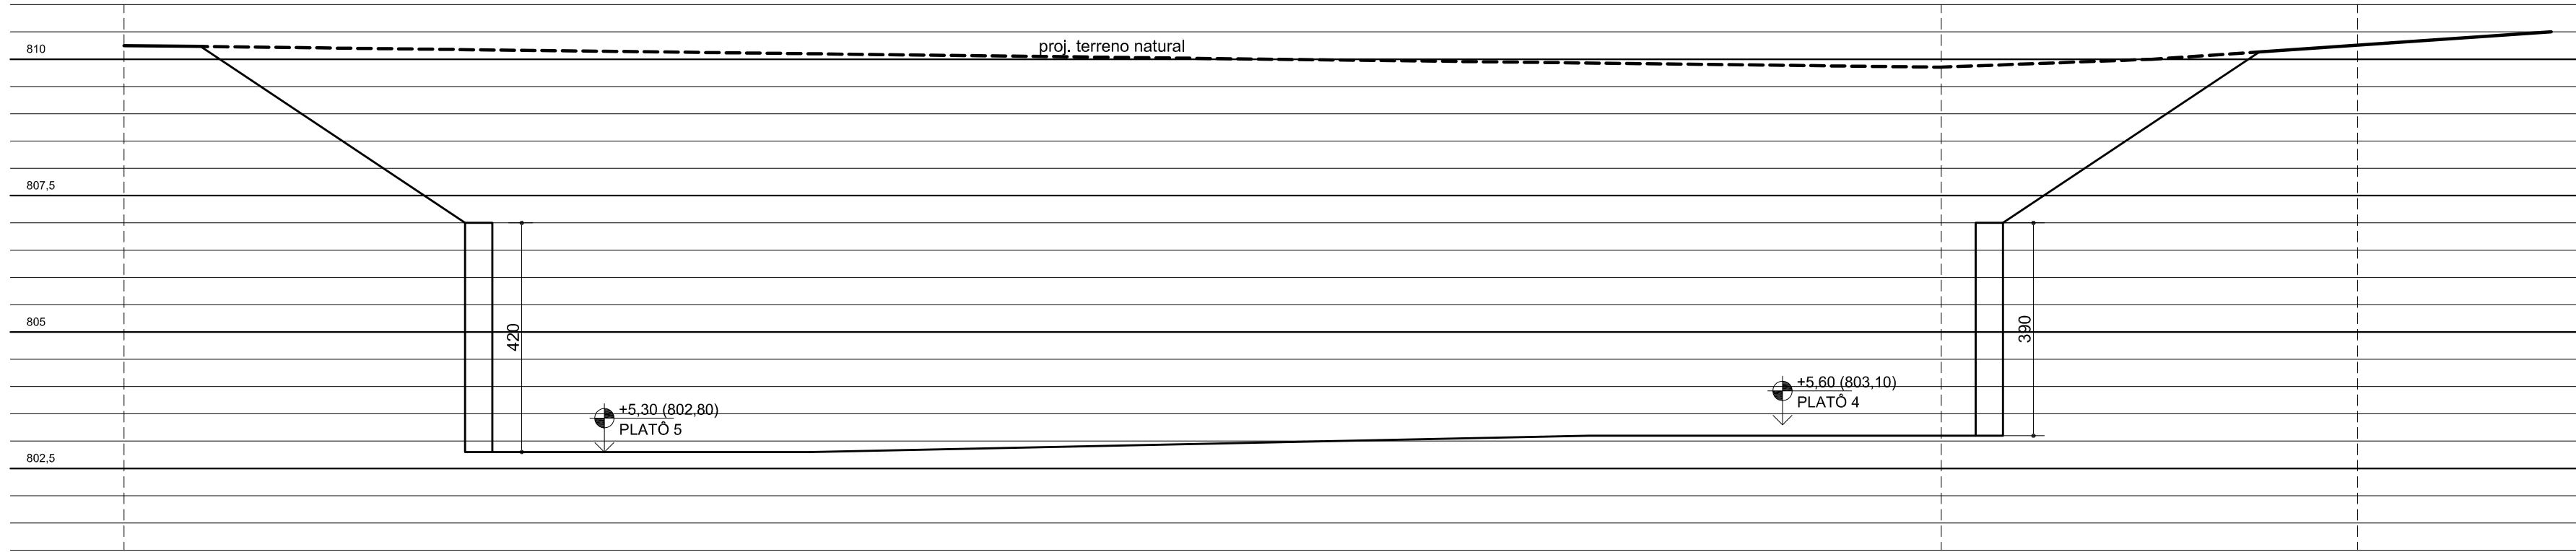 proj. terreno natural
810
807,5
805
420
390
+5,60 (803,10)
PLATÔ 4
+5,30 (802,80)
PLATÔ 5
802,5